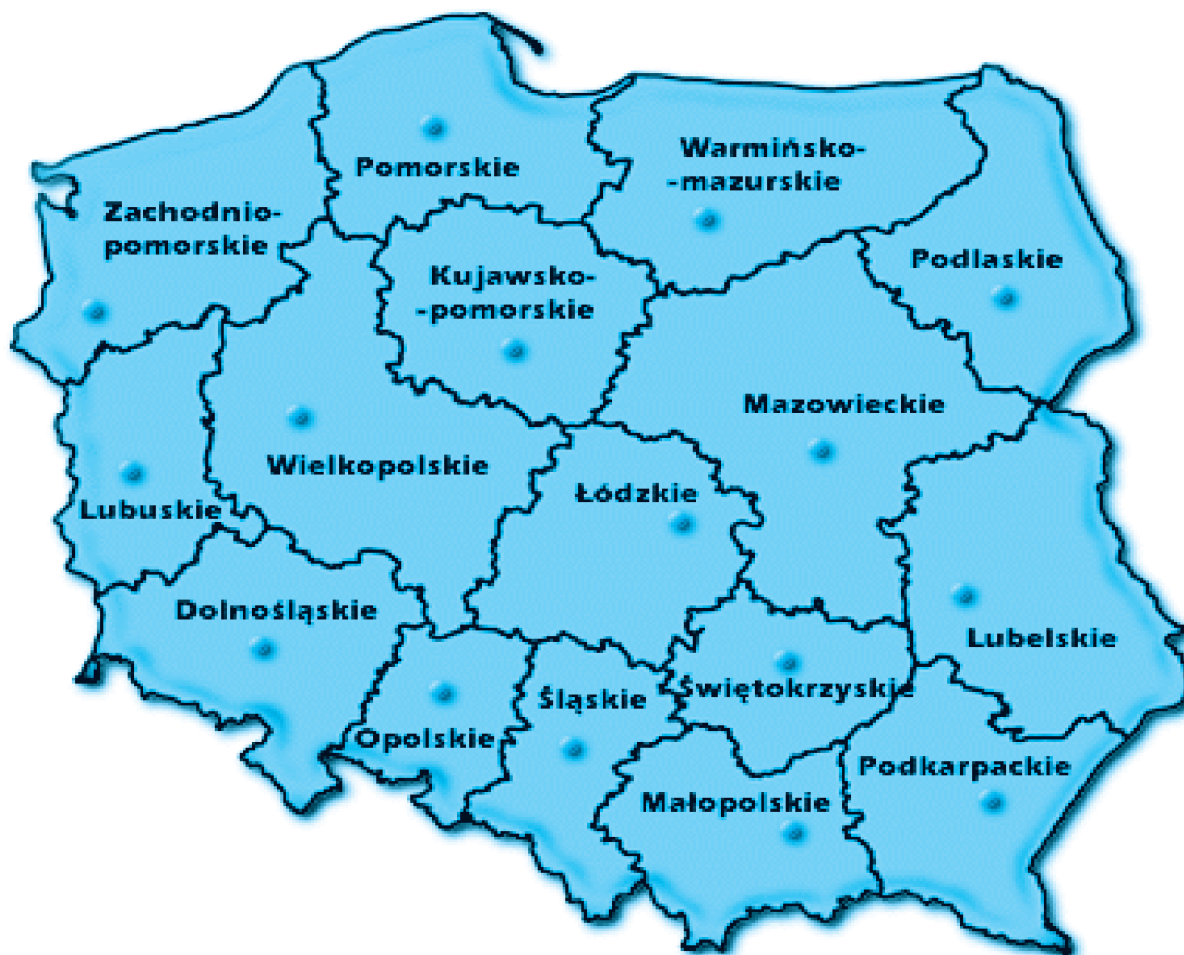 Pomorskie
Warmińsko-
-mazurskie
Zachodnio-
pomorskie
Podlaskie
Kujawsko-
-pomorskie
Mazowieckie
Wielkopolskie
Łódzkie
Lubuskie
Dolnośląskie
Lubelskie
Śląskie
Świętokrzyskie
Opolskie
Podkarpackie
Małopolskie